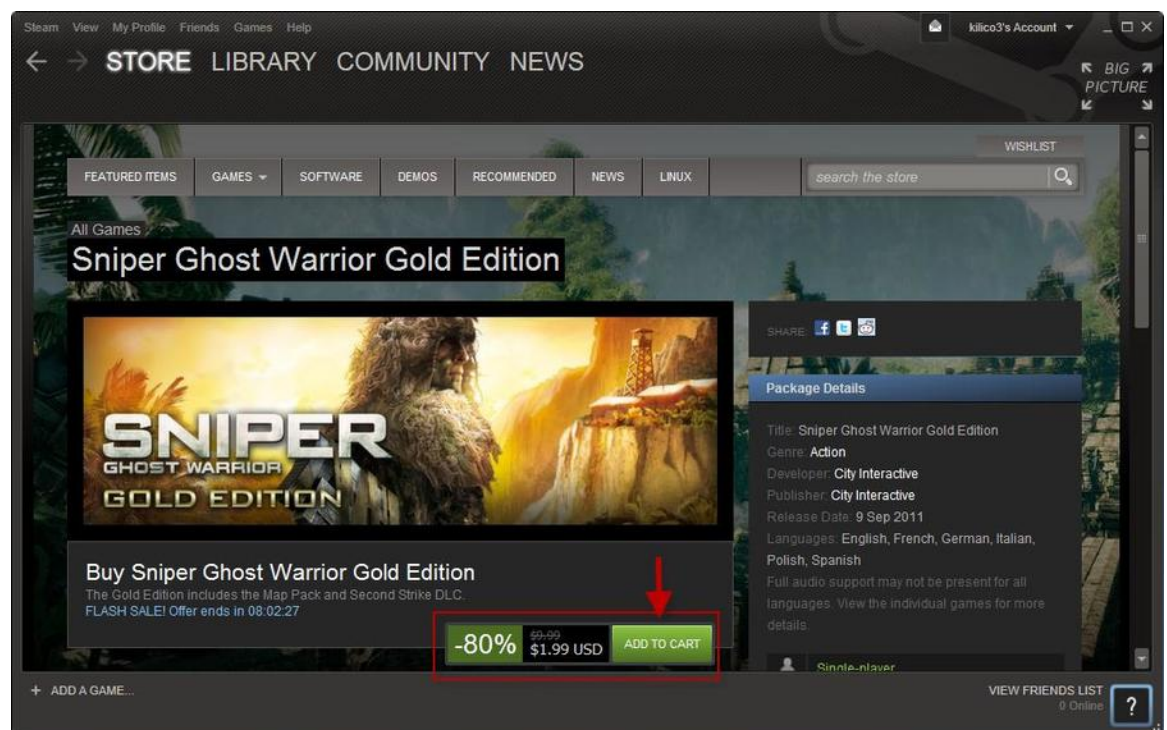 Steam View My Profile Friends Games Help
kilico3's Account
STORE LIBRARY COMMUNITY NEWS
BIG
PICTURE
WISHLIST
FEATURED ITEMS GAMES SOFTWARE DEMOS RECOMMENDED NEWS LINUX
search the store
All Games
Sniper Ghost Warrior Gold Edition
SNIPER
GHOST WARRIOR
GOLD EDITION
SHARE:
Package Details
Title: Sniper Ghost Warrior Gold Edition
Genre: Action
Developer: City Interactive
Publisher: City Interactive
Release Date: 9 Sep 2011
Languages: English, French, German, Italian,
Polish, Spanish
Full audio support may not be present for all
languages. View the individual games for more
details.
Single-player
Buy Sniper Ghost Warrior Gold Edition
The Gold Edition includes the Map Pack and Second Strike DLC.
FLASH SALE! Offer ends in 08:02:27
-80%
$9.99
$1.99 USD
ADD TO CART
+ ADD A GAME...
VIEW FRIENDS LIST
0 Online
?